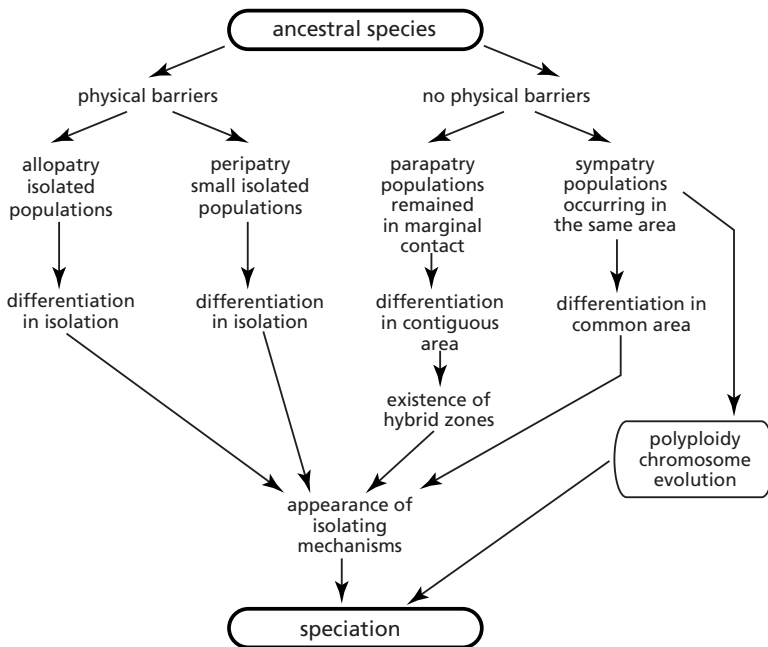 ancestral species
physical barriers
no physical barriers
allopatry
isolated
populations
peripatry
small isolated
populations
parapatry
populations
remained
in marginal
contact
sympatry
populations
occurring in
the same area
differentiation
in isolation
differentiation
in isolation
differentiation
in contiguous
area
differentiation in
common area
existence of
hybrid zones
polyploidy
chromosome
evolution
appearance of
isolating
mechanisms
speciation